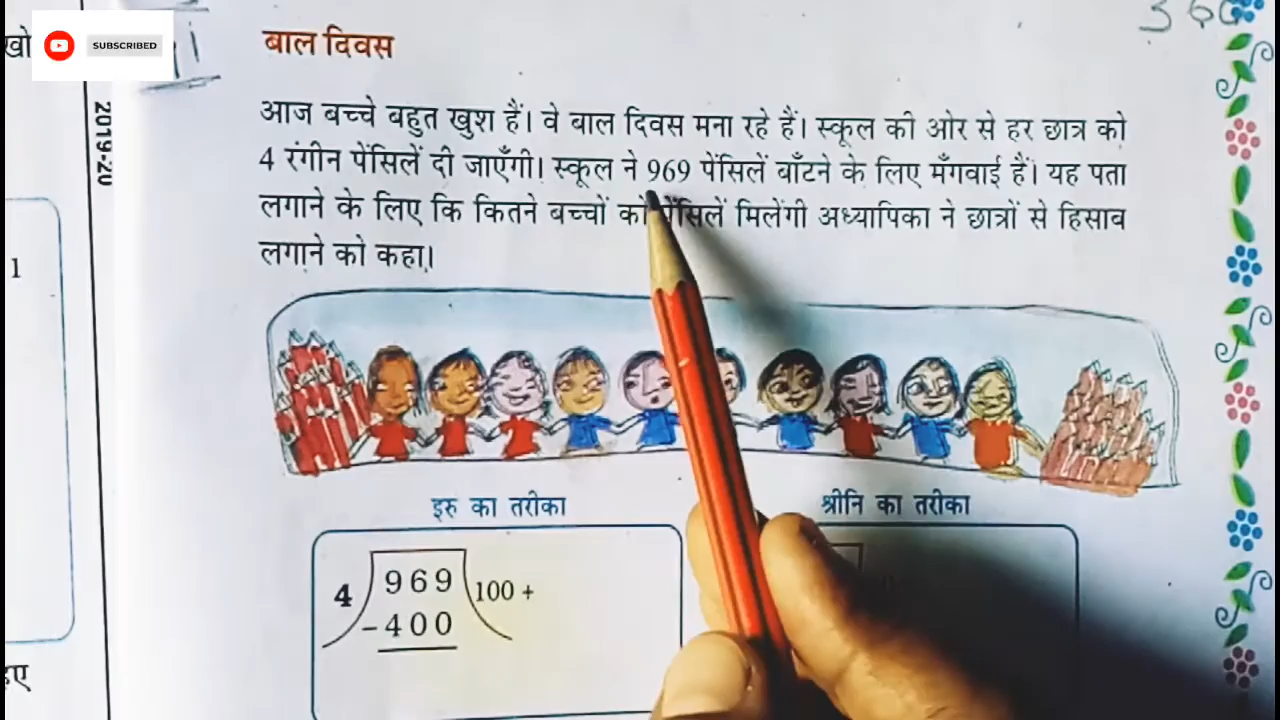 SUBSCRIBED
बाल दिवस
आज बच्चे बहुत खुश हैं। वे बाल दिवस मना रहे हैं। स्कूल की ओर से हर छात्र को
4 रंगीन पेंसिलें दी जाएँगी। स्कूल ने 969 पेंसिलें बाँटने के लिए मँगवाई हैं। यह पता
लगाने के लिए कि कितने बच्चों को पेंसिलें मिलेंगी अध्यापिका ने छात्रों से हिसाब
लगाने को कहा।
2019-20
1
इरु का तरीका
श्रीनि का तरीका
4 969 100 +
-400